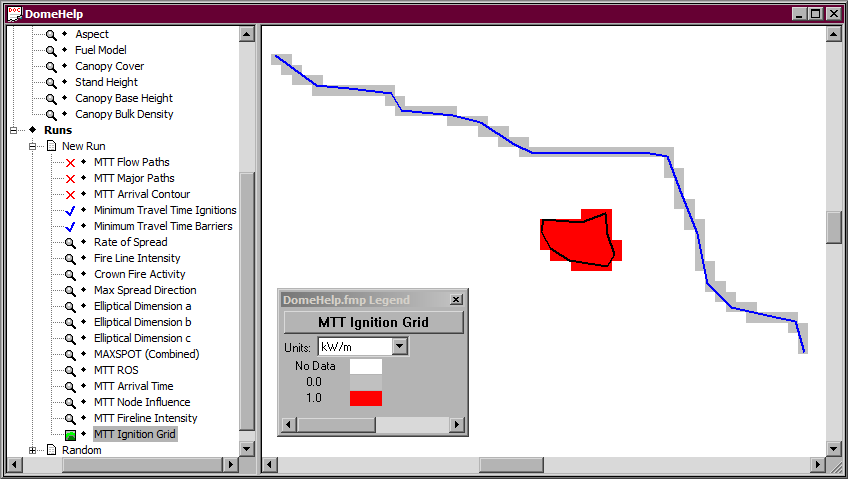 DomeHelp
Aspect
Fuel Model
Canopy Cover
Stand Height
Canopy Base Height
Canopy Bulk Density
Runs
New Run
MTT Flow Paths
MTT Major Paths
MTT Arrival Contour
Minimum Travel Time Ignitions
Minimum Travel Time Barriers
Rate of Spread
Fire Line Intensity
Crown Fire Activity
Max Spread Direction
Elliptical Dimension a
Elliptical Dimension b
Elliptical Dimension c
MAXSPOT (Combined)
MTT ROS
MTT Arrival Time
MTT Node Influence
MTT Fireline Intensity
MTT Ignition Grid
Random
DomeHelp.fmp Legend
MTT Ignition Grid
Units: kW/m
No Data
0.0
1.0